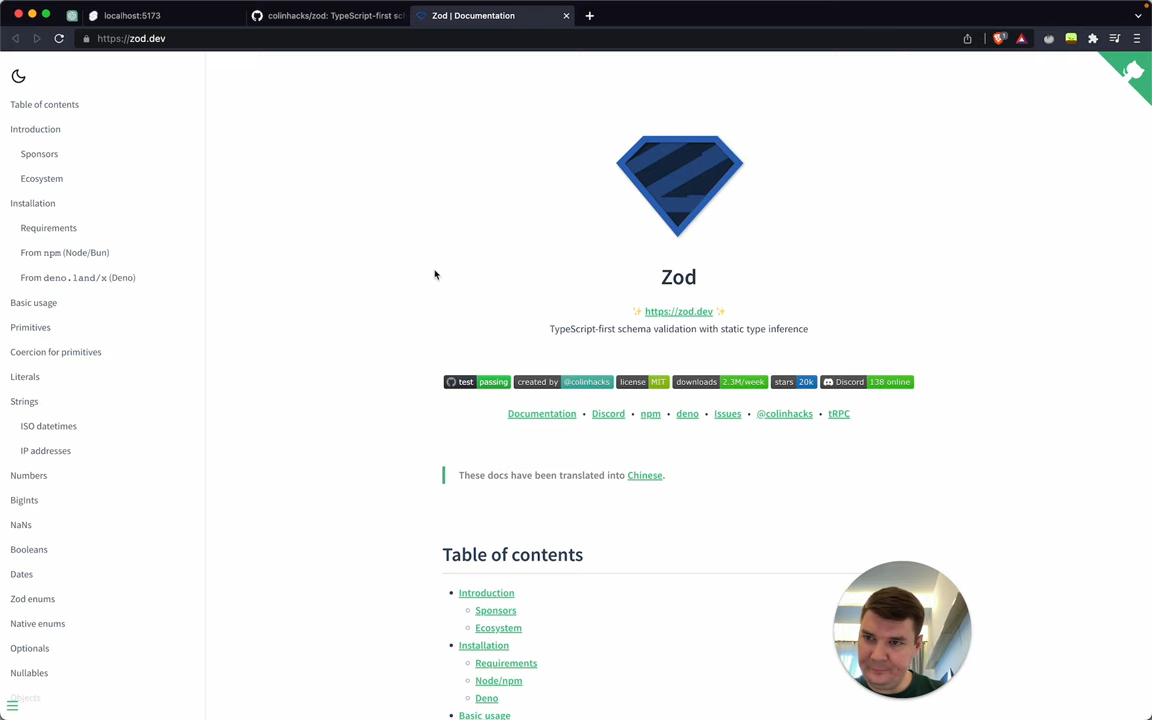 localhost:5173
colinhacks/zod: TypeScript-first scl
Zod | Documentation
https://zod.dev
1
Table of contents
Introduction
Sponsors
Ecosystem
Installation
Requirements
From npm (Node/Bun)
From deno.land/x (Deno)
Basic usage
Primitives
Coercion for primitives
Literals
Strings
ISO datetimes
IP addresses
Numbers
BigInts
NaNs
Booleans
Dates
Zod enums
Native enums
Optionals
Nullables
Objects
Zod
✨ https://zod.dev ✨
TypeScript-first schema validation with static type inference
test passing created by @colinhacks license MIT downloads 2.3M/week stars 20k Discord 138 online
Documentation • Discord • npm • deno • Issues • @colinhacks • tRPC
These docs have been translated into Chinese.
Table of contents
• Introduction
◦ Sponsors
◦ Ecosystem
• Installation
◦ Requirements
◦ Node/npm
◦ Deno
• Basic usage